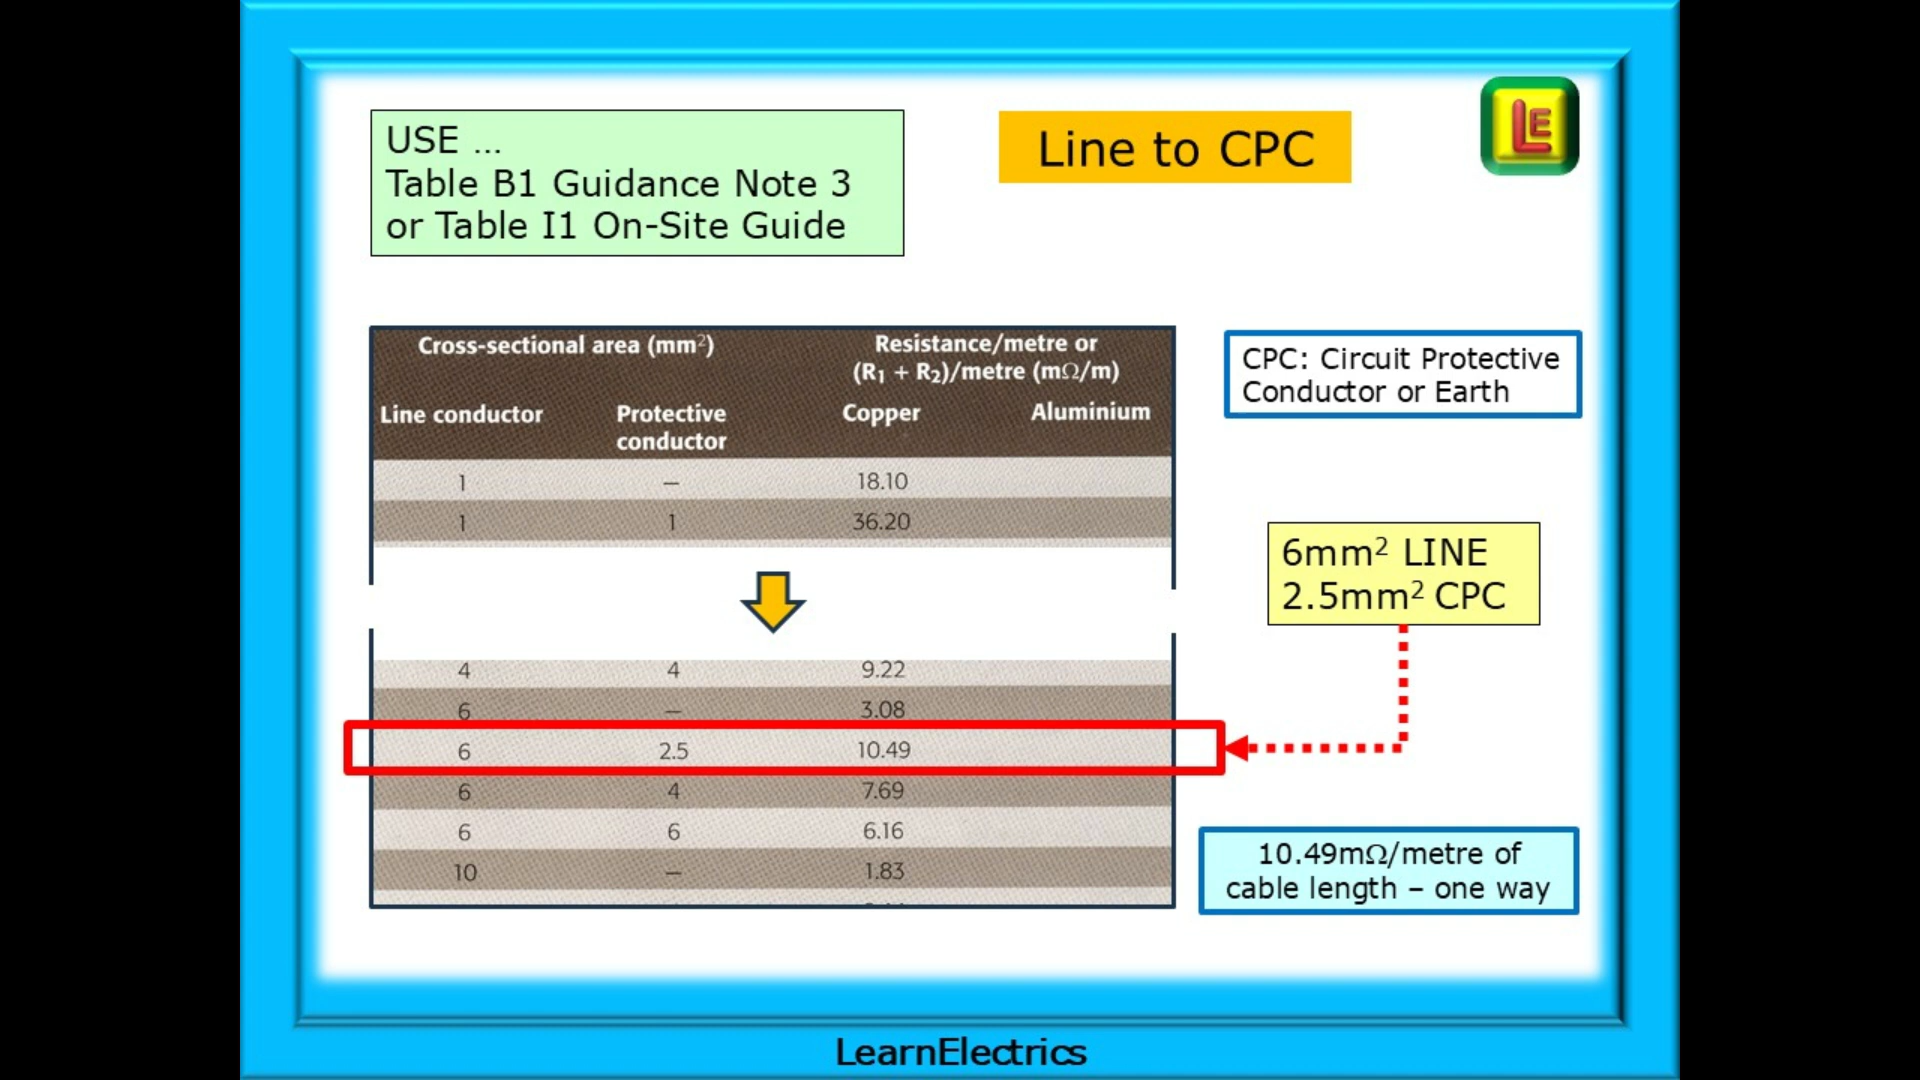 USE ...
Table B1 Guidance Note 3
or Table I1 On-Site Guide
Line to CPC
LE
Cross-sectional area (mm²)
Resistance/metre or
(R₁ + R₂)/metre (mΩ/m)
Line conductor Protective conductor Copper Aluminium
1 — 18.10
1 1 36.20
4 4 9.22
6 — 3.08
6 2.5 10.49
6 4 7.69
6 6 6.16
10 — 1.83
CPC: Circuit Protective
Conductor or Earth
6mm² LINE
2.5mm² CPC
10.49mΩ/metre of
cable length – one way
LearnElectrics